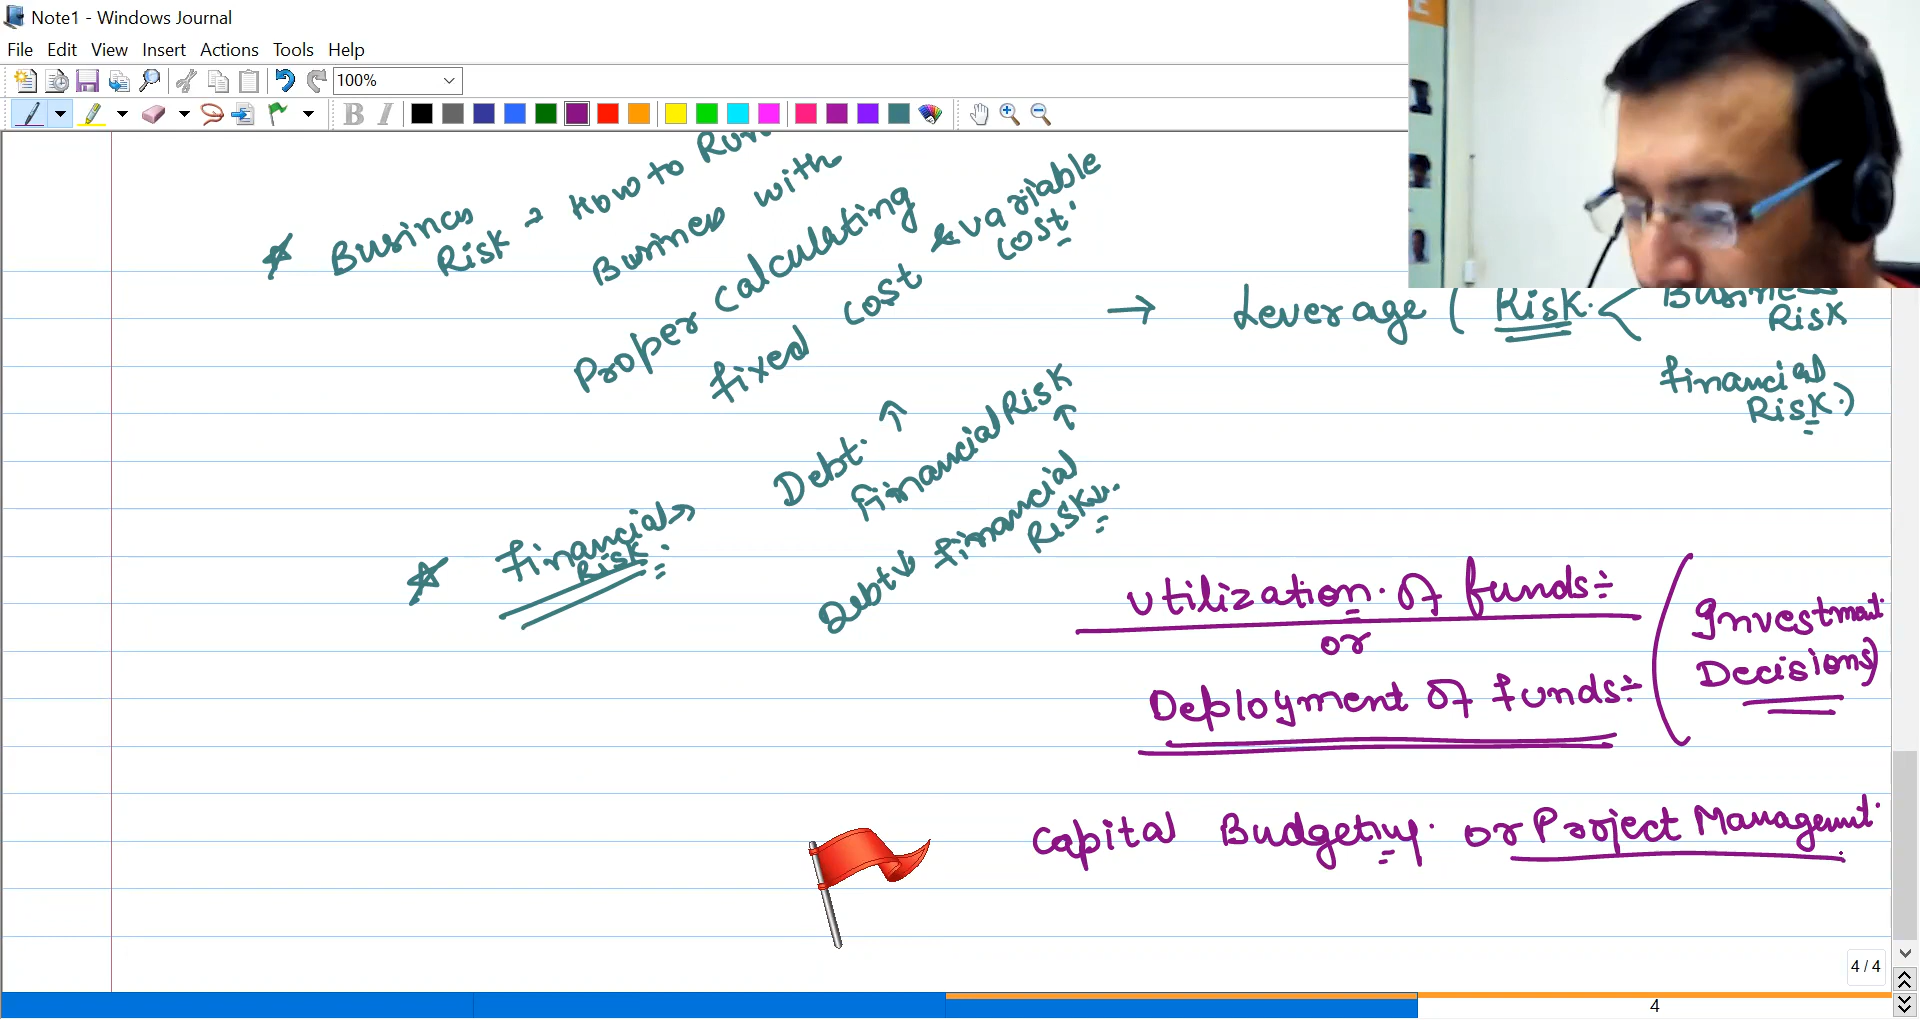 Note1 - Windows Journal
File Edit View Insert Actions Tools Help
100%
B I
* Business Risk → How to Run
Business with
Proper Calculating
fixed cost & variable cost.
→ Leverage ( Risk. < Business Risk
financial Risk.)
* financial Risk. →
Debt. ↑
financial Risk ↑
Debt ↓ financial Risk ↓.
Utilization. of funds:-
or
Deployment of funds:-
(Investment.
Decisions)
Capital Budgeting. or Project Management.
4 / 4
4